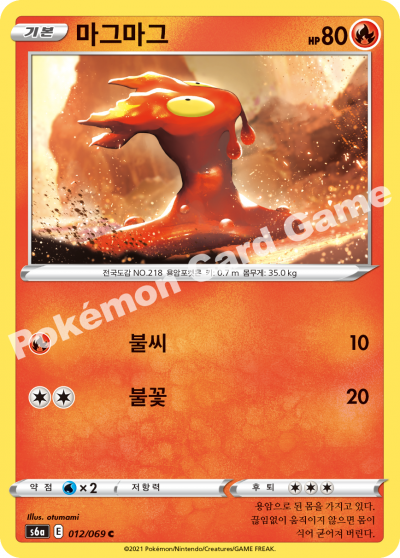 기본 마그마그 HP 80
전국도감 NO.218 용암포켓몬 키: 0.7 m 몸무게: 35.0 kg
Pokémon Card Game
불씨 10
불꽃 20
약점 ×2 저항력 후퇴
Illus. otumami
s6a E 012/069 C
용암으로 된 몸을 가지고 있다.
끊임없이 움직이지 않으면 몸이
식어 굳어져 버린다.
©2021 Pokémon/Nintendo/Creatures/GAME FREAK.